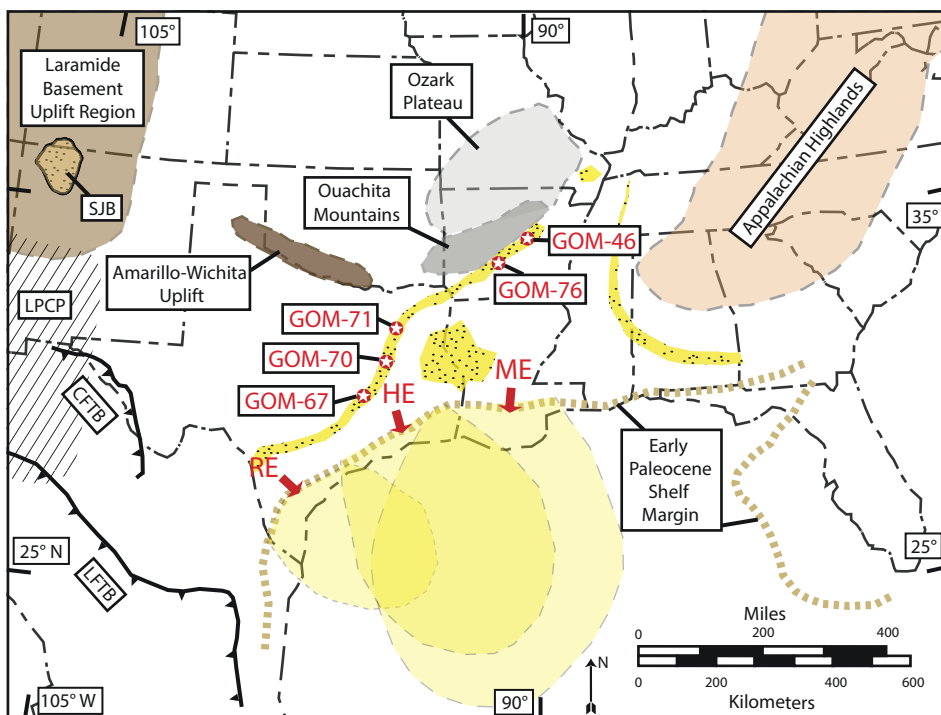 105°
90°
Laramide
Basement
Uplift Region
Ozark
Plateau
Appalachian Highlands
SJB
Ouachita
Mountains
35°
GOM-46
Amarillo-Wichita
Uplift
GOM-76
LPCP
GOM-71
GOM-70
ME
CFTB
GOM-67
HE
RE
Early
Paleocene
Shelf
Margin
25° N
25°
LFTB
Miles
0 200 400
N
0 200 400 600
Kilometers
105° W
90°